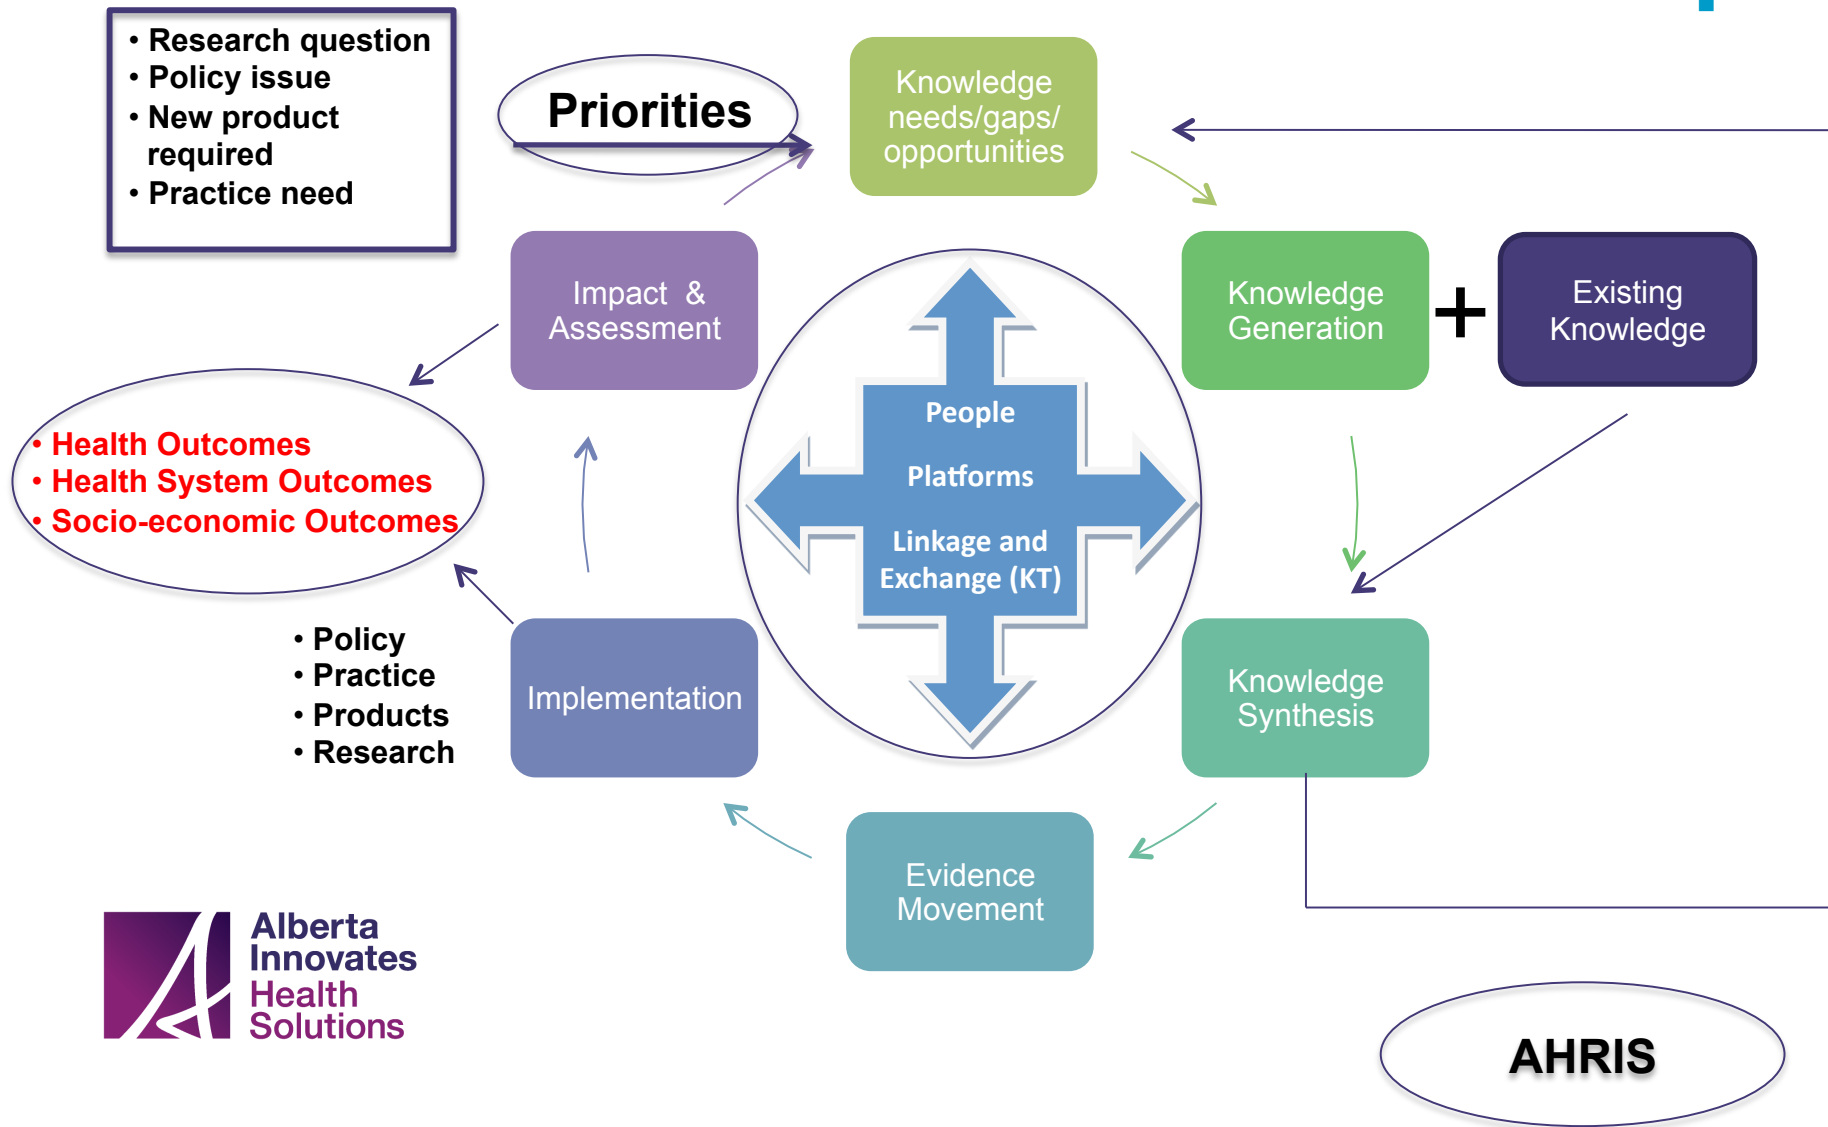 • Research question
• Policy issue
• New product
required
• Practice need
Priorities
Knowledge
needs/gaps/
opportunities
Impact &
Assessment
Knowledge
Generation
+
Existing
Knowledge
People
Platforms
Linkage and
Exchange (KT)
• Health Outcomes
• Health System Outcomes
• Socio-economic Outcomes
• Policy
• Practice
• Products
• Research
Implementation
Knowledge
Synthesis
Evidence
Movement
Alberta
Innovates
Health
Solutions
AHRIS